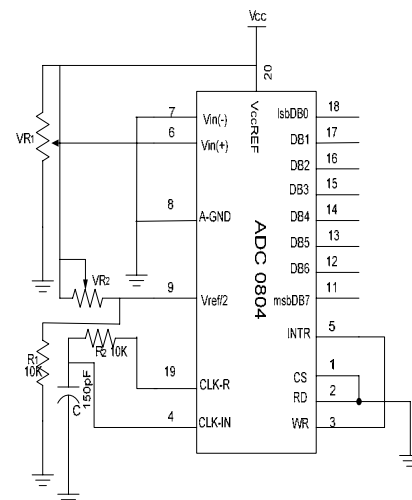 Vcc
20
VccREF
7
Vin(-)
lsbDB0
18
VR1
6
Vin(+)
DB1
17
DB2
16
DB3
15
8
A-GND
ADC 0804
DB4
14
DB5
13
DB6
12
VR2
9
Vref/2
msbDB7
11
INTR
5
R1
10K
R2 10K
19
CLK-R
CS
1
150pF
C
RD
2
4
CLK-IN
WR
3